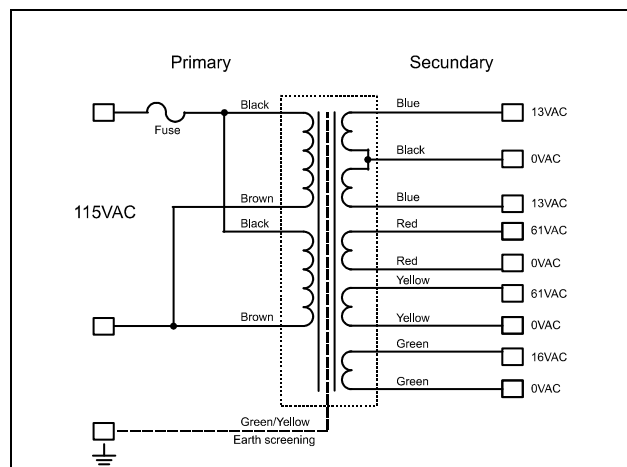 Primary Secundary
Black Blue 13VAC
Fuse
Black 0VAC
115VAC
Brown Blue 13VAC
Black Red 61VAC
Red 0VAC
Yellow 61VAC
Brown Yellow 0VAC
Green 16VAC
Green 0VAC
Green/Yellow
Earth screening